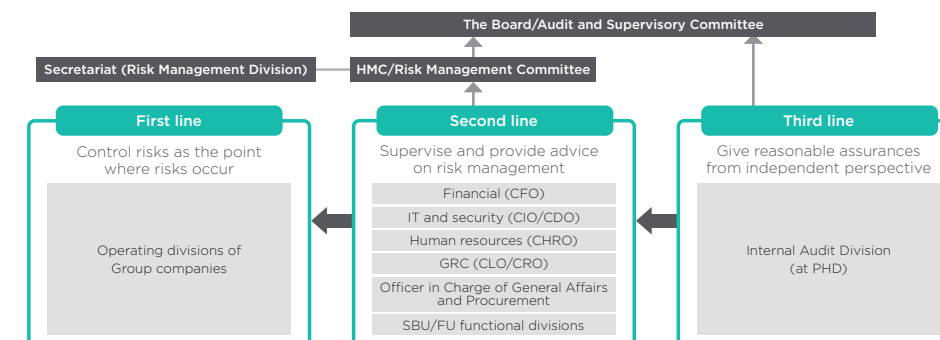 The Board/Audit and Supervisory Committee
Secretariat (Risk Management Division)
HMC/Risk Management Committee
First line
Control risks as the point
where risks occur
Operating divisions of
Group companies
Second line
Supervise and provide advice
on risk management
Financial (CFO)
IT and security (CIO/CDO)
Human resources (CHRO)
GRC (CLO/CRO)
Officer in Charge of General Affairs
and Procurement
SBU/FU functional divisions
Third line
Give reasonable assurances
from independent perspective
Internal Audit Division
(at PHD)